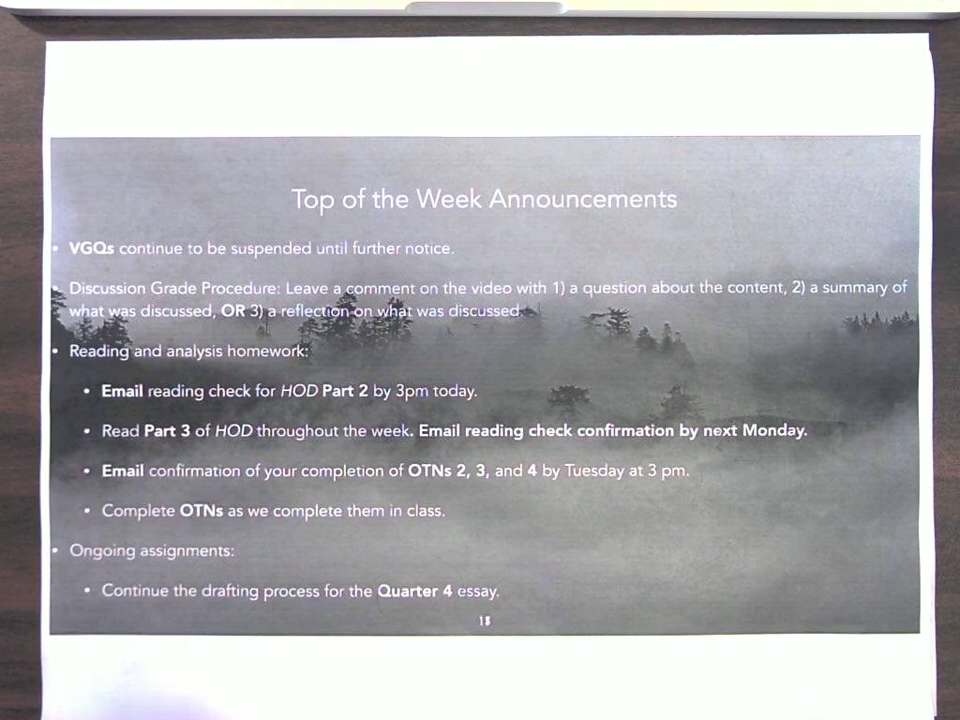 Top of the Week Announcements
• VGQs continue to be suspended until further notice.
• Discussion Grade Procedure: Leave a comment on the video with 1) a question about the content, 2) a summary of
what was discussed, OR 3) a reflection on what was discussed.
• Reading and analysis homework:
• Email reading check for HOD Part 2 by 3pm today.
• Read Part 3 of HOD throughout the week. Email reading check confirmation by next Monday.
• Email confirmation of your completion of OTNs 2, 3, and 4 by Tuesday at 3 pm.
• Complete OTNs as we complete them in class.
• Ongoing assignments:
• Continue the drafting process for the Quarter 4 essay.